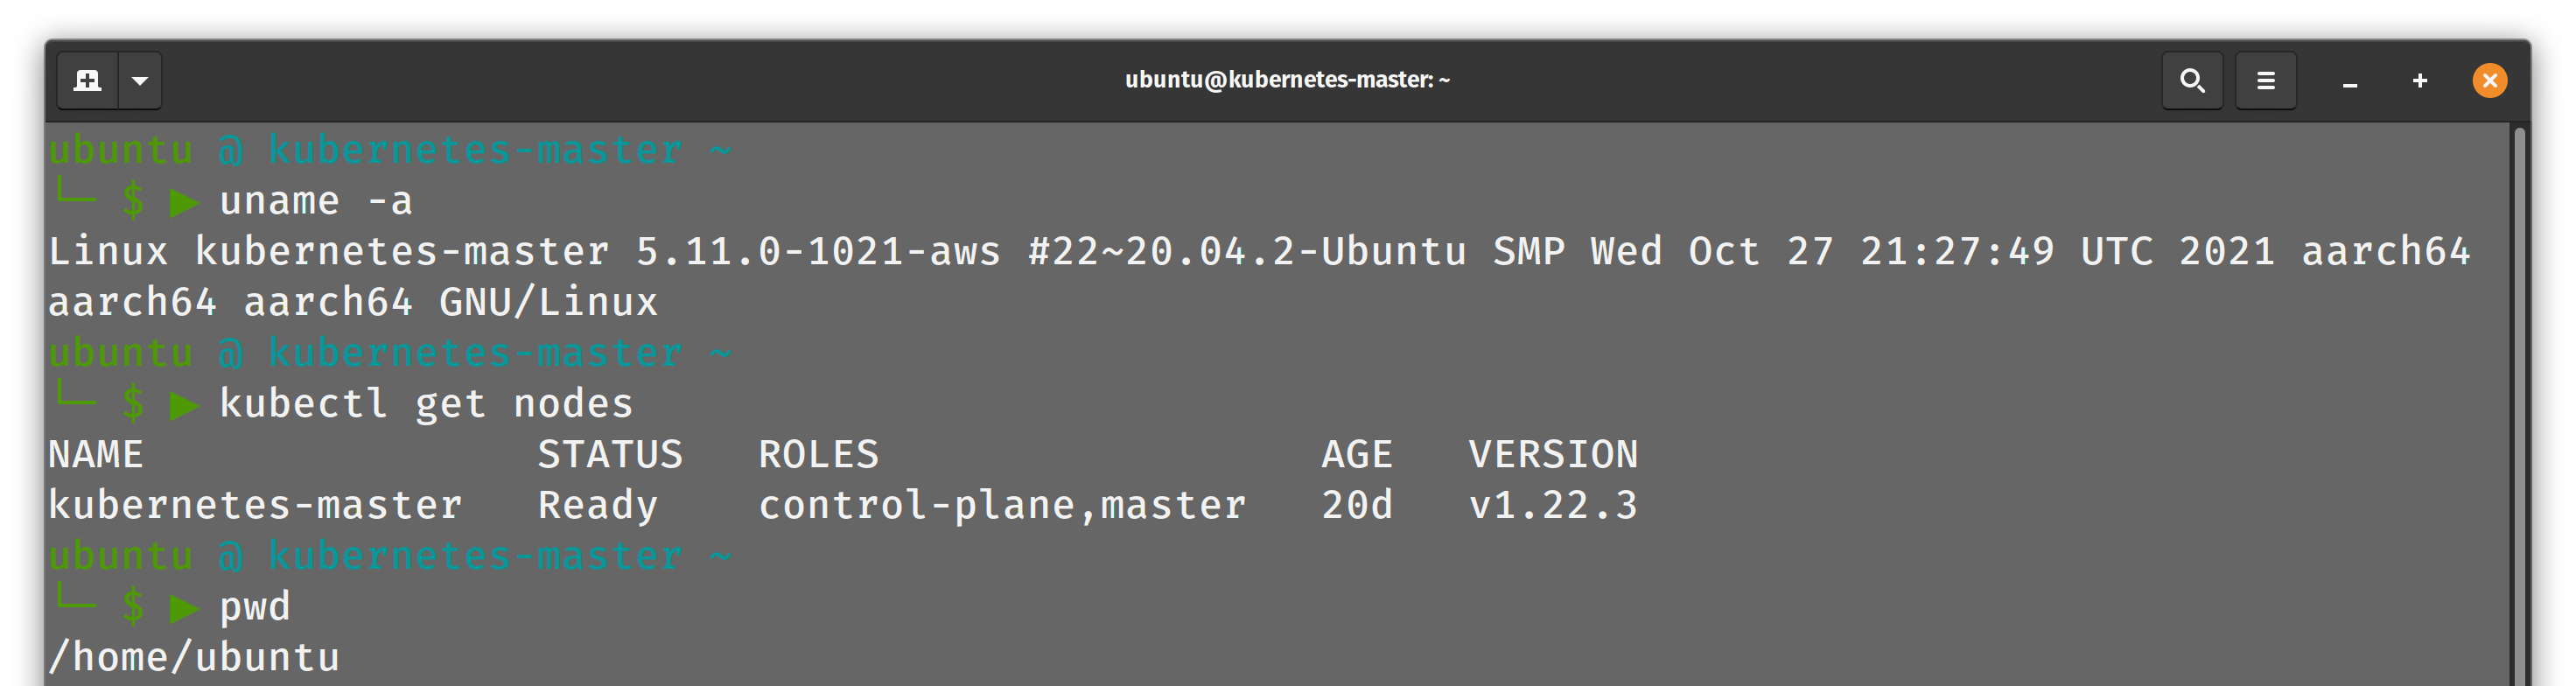 ubuntu@kubernetes-master: ~
ubuntu @ kubernetes-master ~
└─ $ ▶ uname -a
Linux kubernetes-master 5.11.0-1021-aws #22~20.04.2-Ubuntu SMP Wed Oct 27 21:27:49 UTC 2021 aarch64
aarch64 aarch64 GNU/Linux
ubuntu @ kubernetes-master ~
└─ $ ▶ kubectl get nodes
NAME                STATUS   ROLES                  AGE   VERSION
kubernetes-master   Ready    control-plane,master   20d   v1.22.3
ubuntu @ kubernetes-master ~
└─ $ ▶ pwd
/home/ubuntu